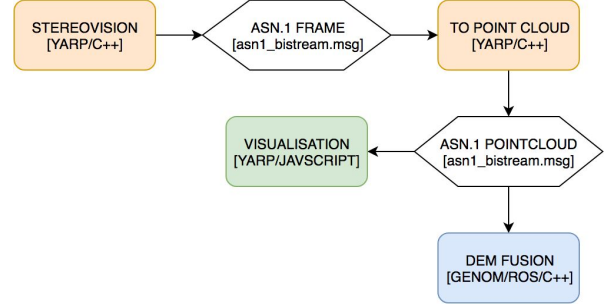 STEREOVISION
[YARP/C++]
ASN.1 FRAME
[asn1_bistream.msg]
TO POINT CLOUD
[YARP/C++]
VISUALISATION
[YARP/JAVSCRIPT]
ASN.1 POINTCLOUD
[asn1_bistream.msg]
DEM FUSION
[GENOM/ROS/C++]